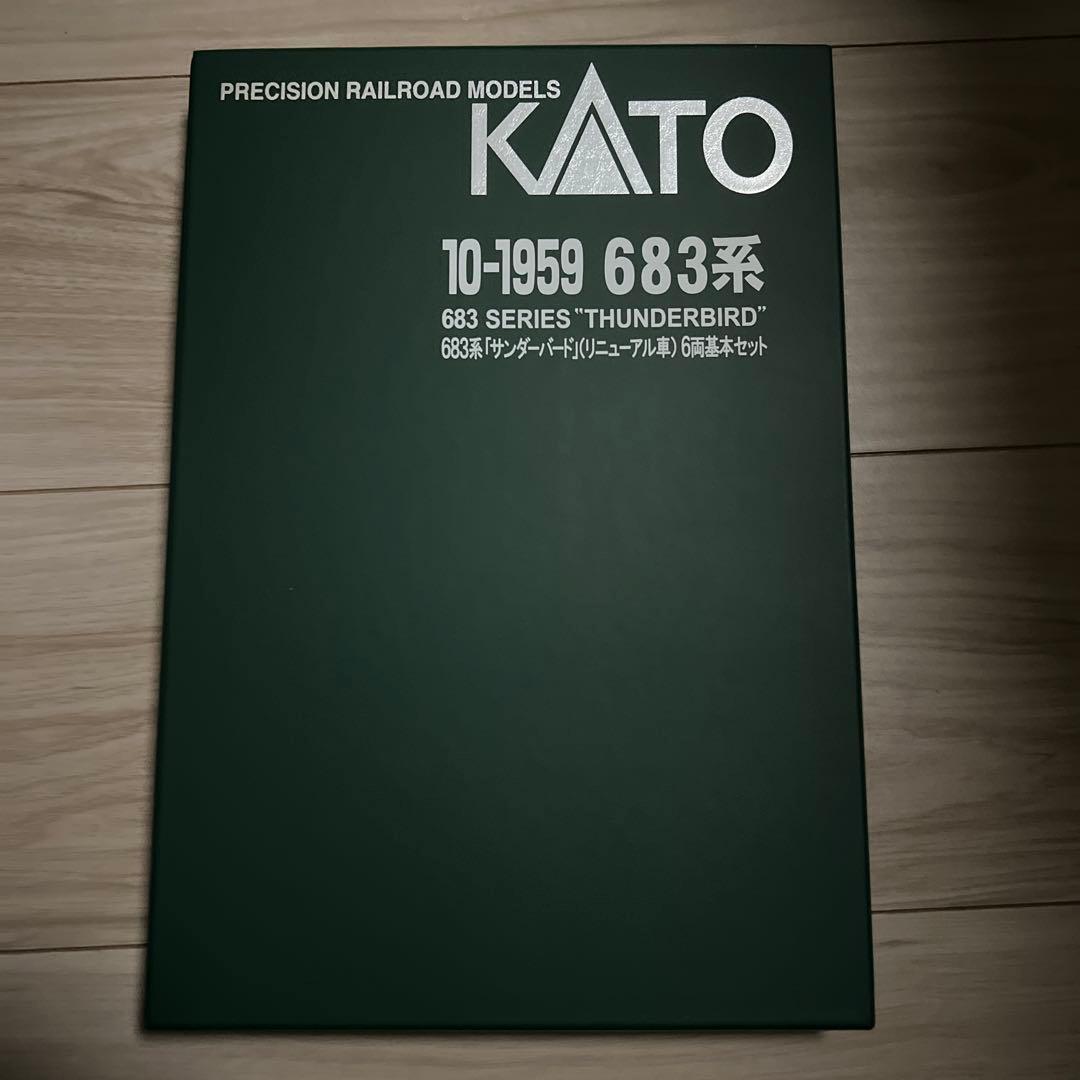 PRECISION RAILROAD MODELS
KATO
10-1959 683系
683 SERIES “THUNDERBIRD”
683系「サンダーバード」(リニューアル車) 6両基本セット